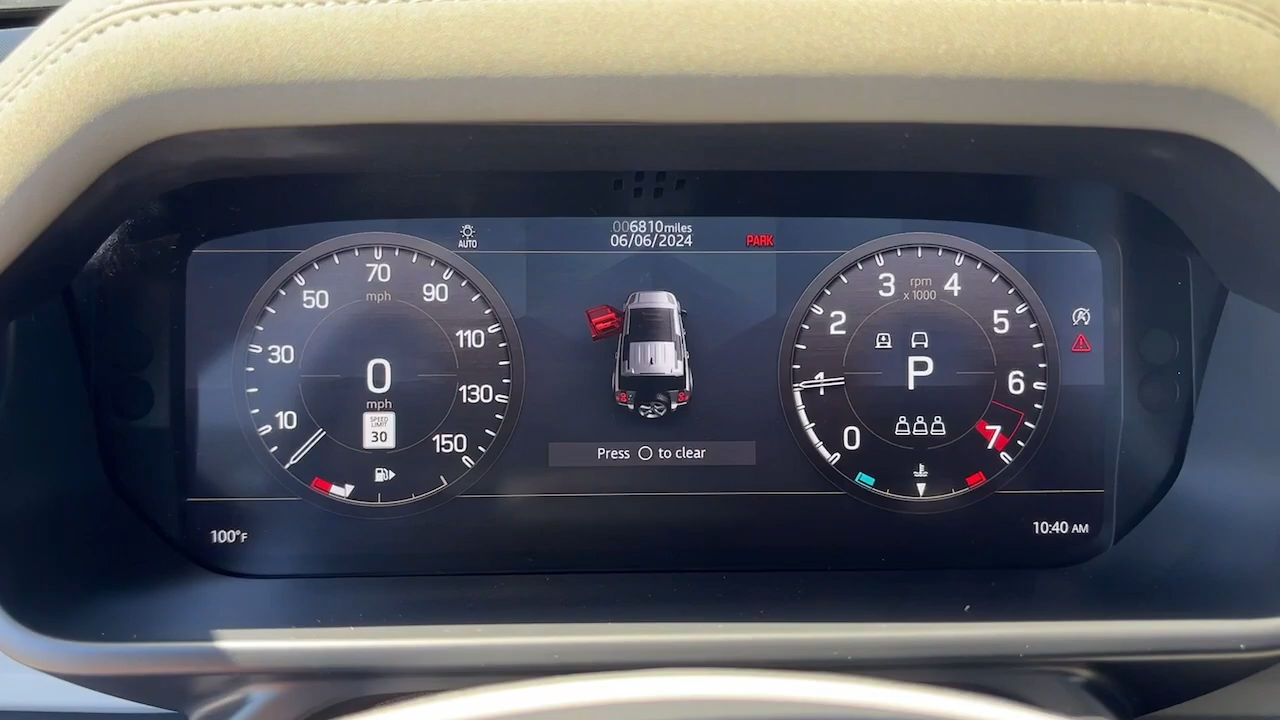 006810miles
06/06/2024
PARK
AUTO
10
30
50
70
90
110
130
150
mph
0
mph
SPEED
LIMIT
30
Press to clear
0
1
2
3
4
5
6
7
rpm
x 1000
P
100°F
10:40 AM